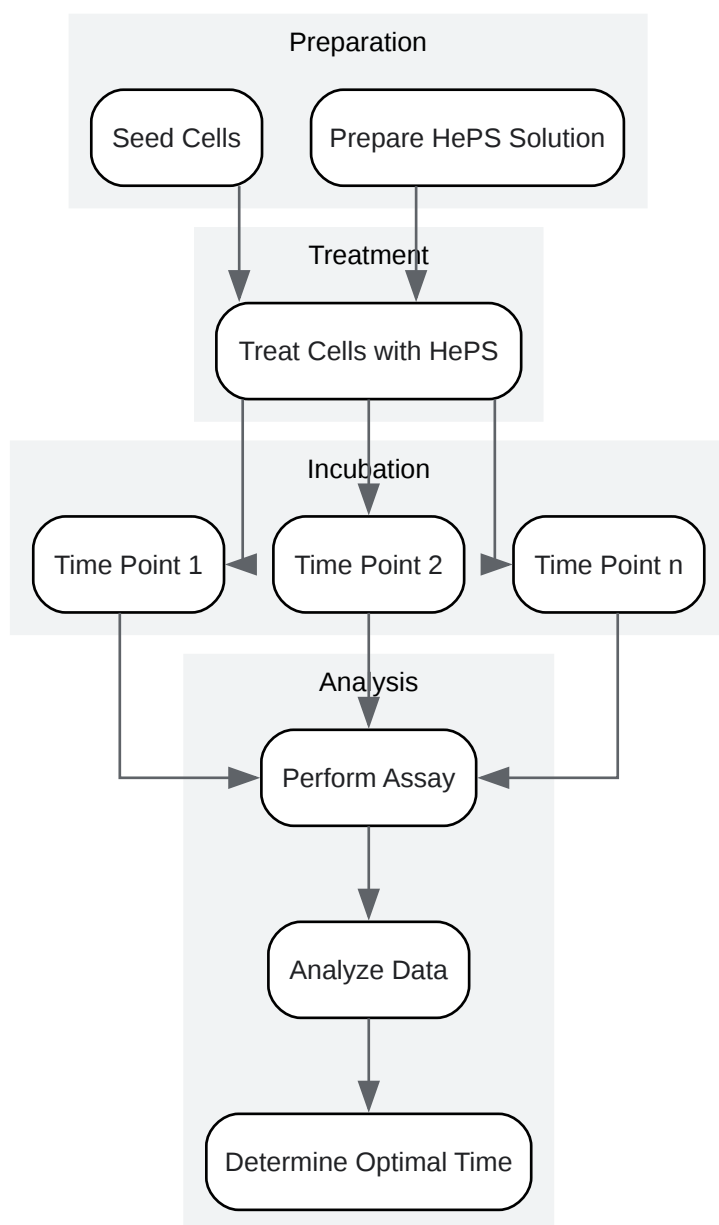 Preparation
Seed Cells
Prepare HePS Solution
Treatment
Treat Cells with HePS
Incubation
Time Point 1
Time Point 2
Time Point n
Analysis
Perform Assay
Analyze Data
Determine Optimal Time